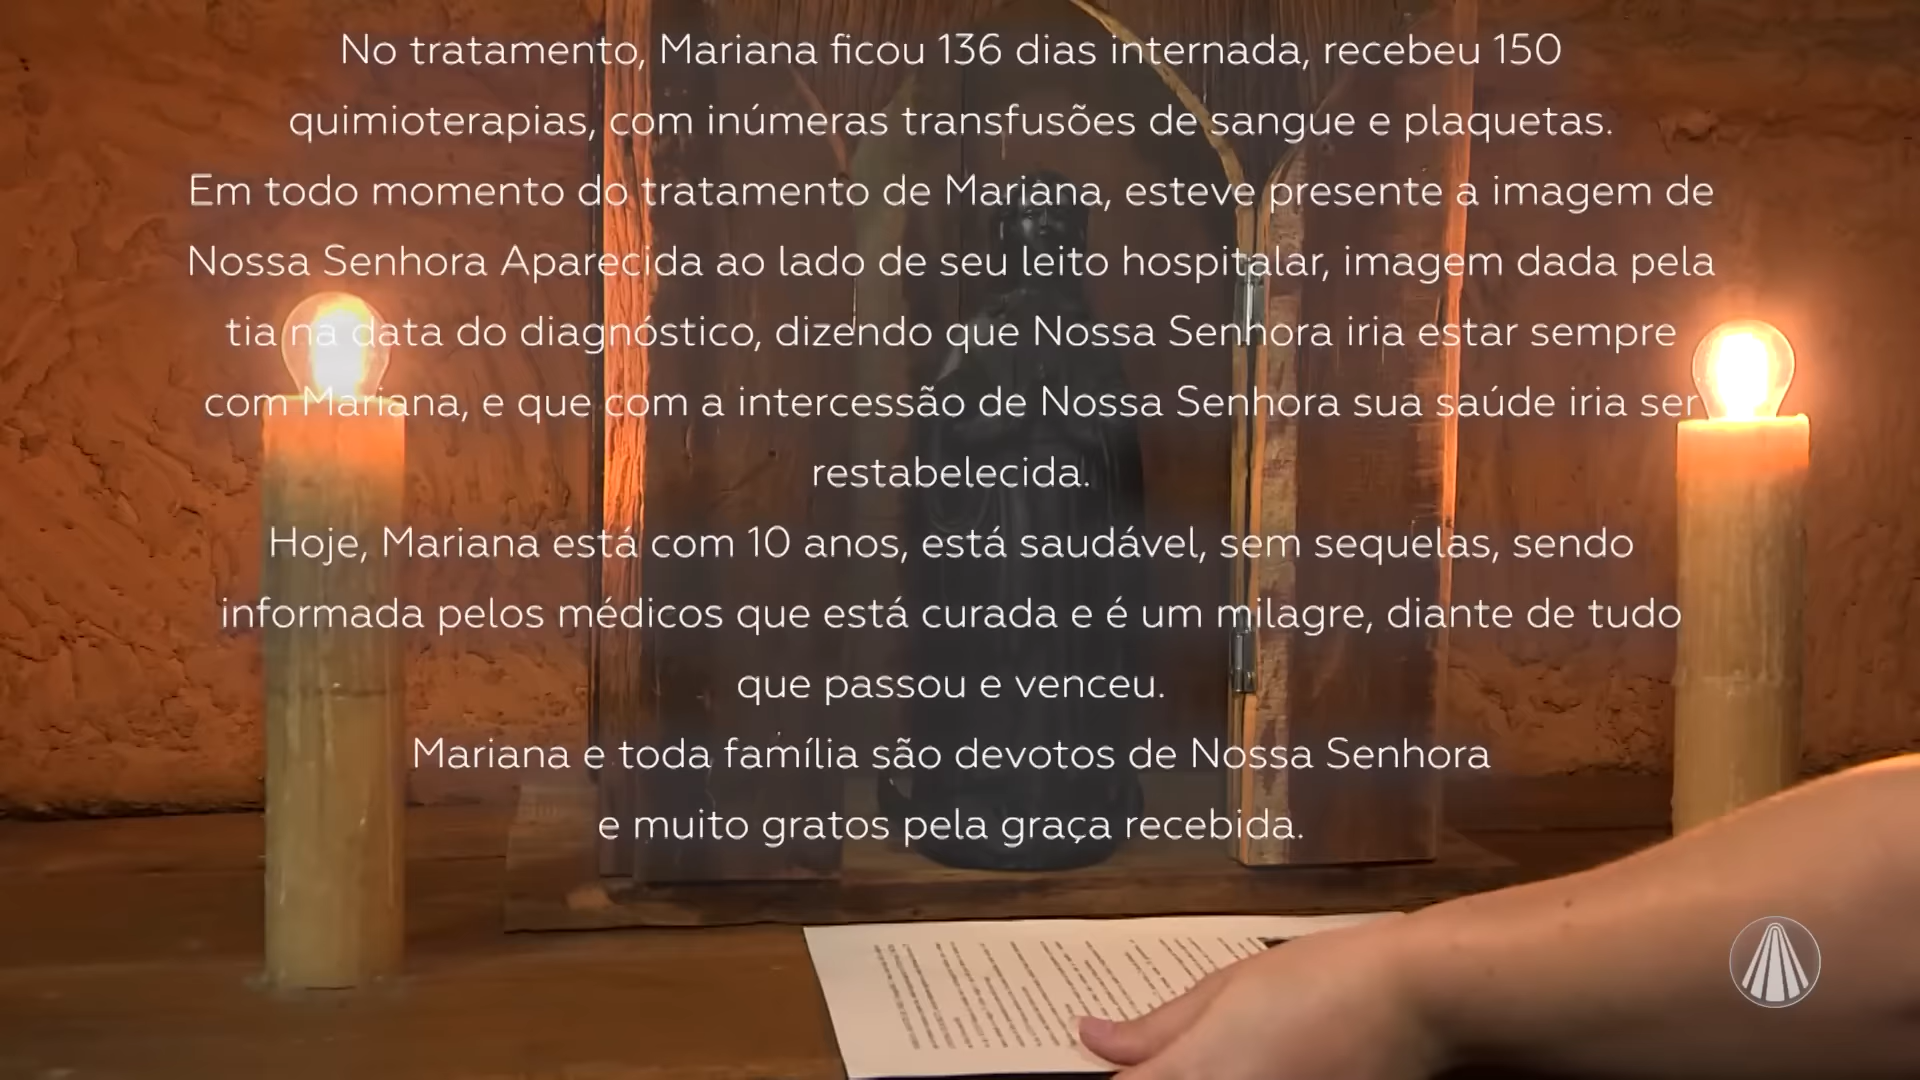 No tratamento, Mariana ficou 136 dias internada, recebeu 150
quimioterapias, com inúmeras transfusões de sangue e plaquetas.
Em todo momento do tratamento de Mariana, esteve presente a imagem de
Nossa Senhora Aparecida ao lado de seu leito hospitalar, imagem dada pela
tia na data do diagnóstico, dizendo que Nossa Senhora iria estar sempre
com Mariana, e que com a intercessão de Nossa Senhora sua saúde iria ser
restabelecida.
Hoje, Mariana está com 10 anos, está saudável, sem sequelas, sendo
informada pelos médicos que está curada e é um milagre, diante de tudo
que passou e venceu.
Mariana e toda família são devotos de Nossa Senhora
e muito gratos pela graça recebida.